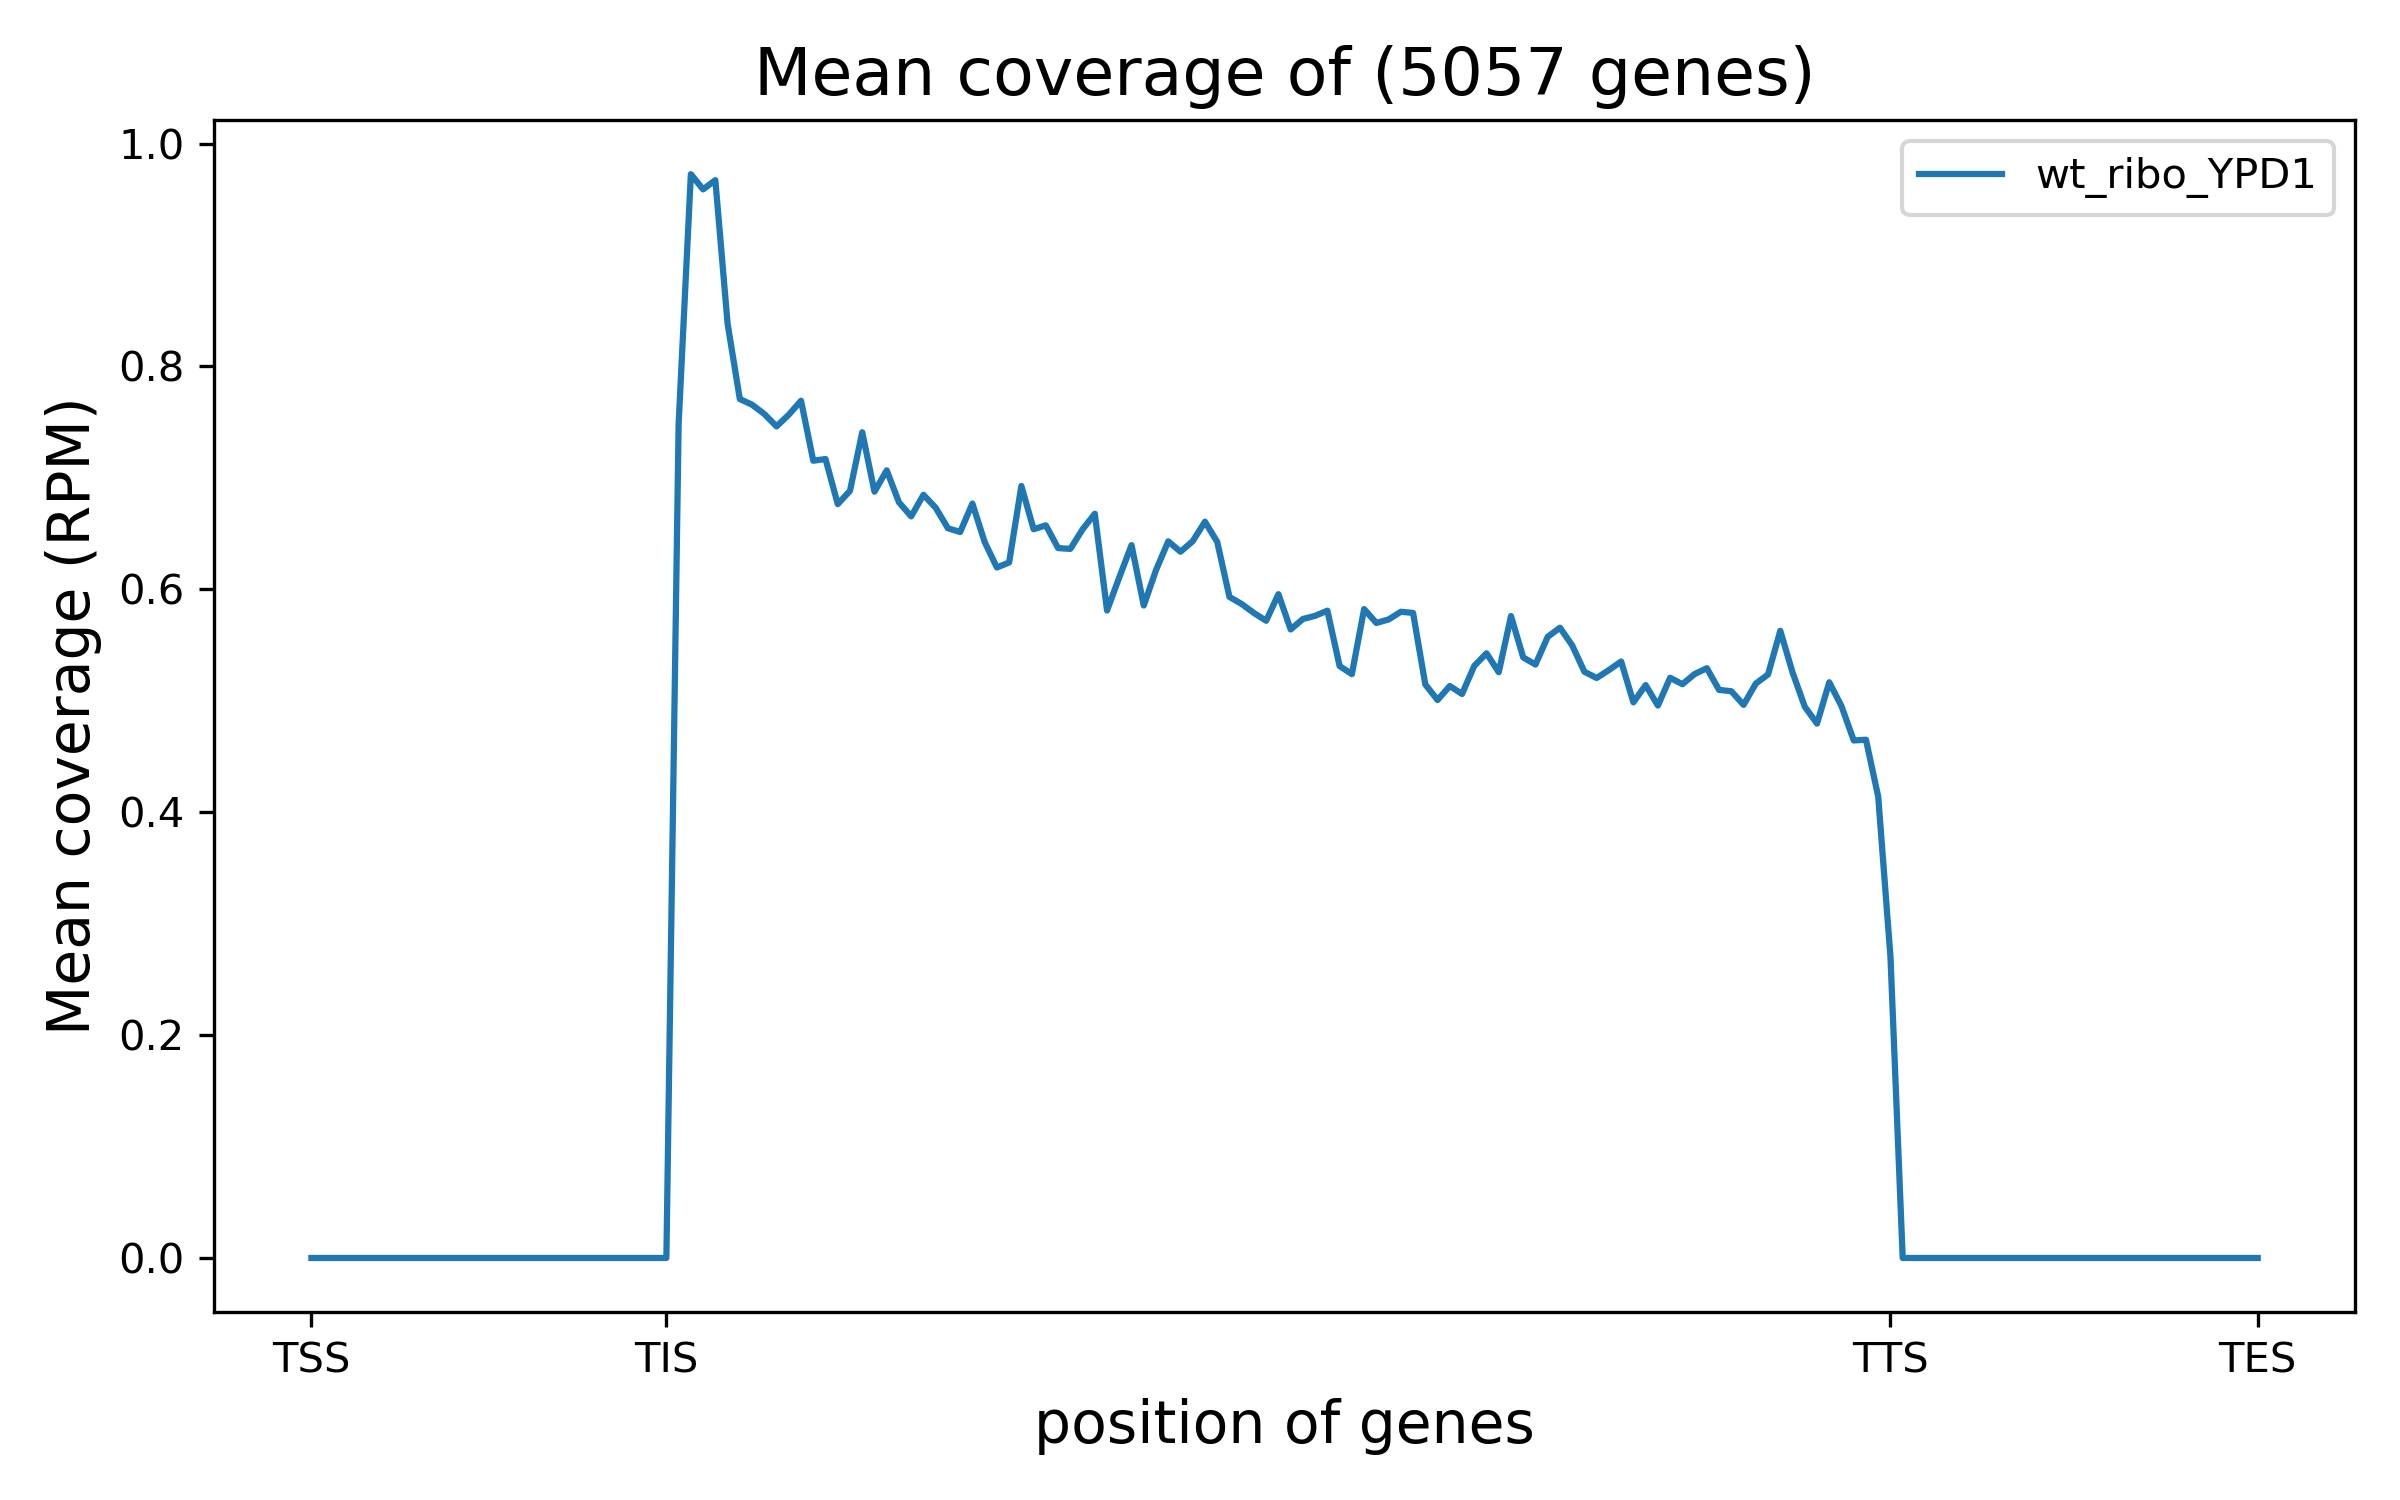 Mean coverage of (5057 genes)
wt_ribo_YPD1
Mean coverage (RPM)
1.0
0.8
0.6
0.4
0.2
0.0
TSS TIS TTS TES
position of genes